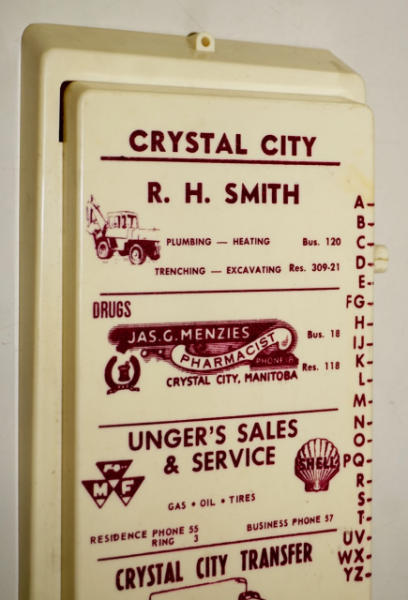 CRYSTAL CITY
R. H. SMITH
PLUMBING — HEATING Bus. 120
TRENCHING — EXCAVATING Res. 309-21
DRUGS
JAS. G. MENZIES
PHARMACIST
PHONE 18
Bus. 18
Res. 118
CRYSTAL CITY, MANITOBA
UNGER'S SALES
& SERVICE
M F
SHELL
GAS • OIL • TIRES
RESIDENCE PHONE 55 BUSINESS PHONE 57
RING 3
CRYSTAL CITY TRANSFER
A-
B-
C-
D-
E-
FG-
H-
IJ-
K-
L-
M-
N-
O-
PQ-
R-
S-
T-
UV-
WX-
YZ-